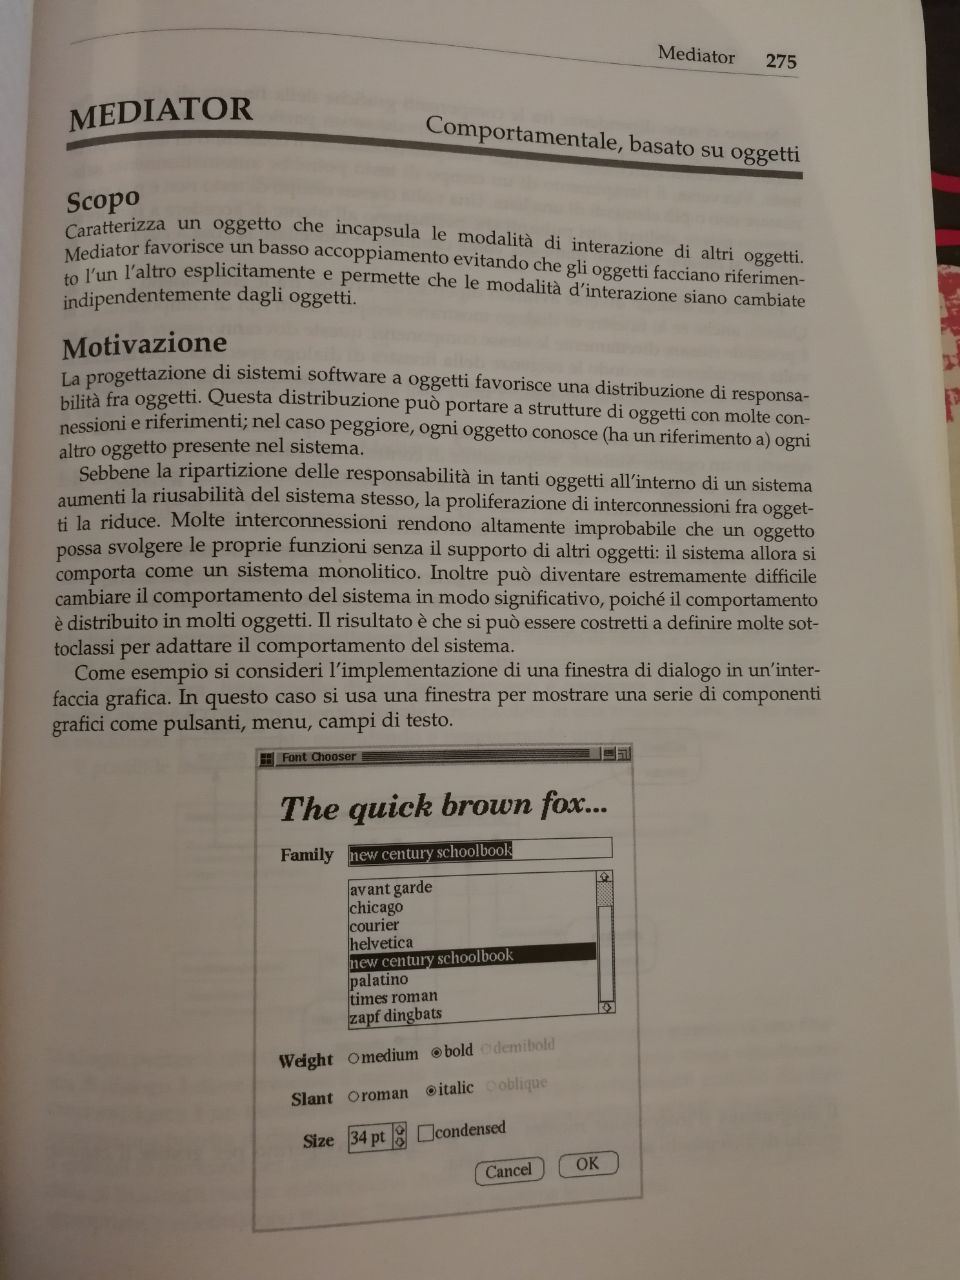 Mediator 275
MEDIATOR
Comportamentale, basato su oggetti
Scopo
Caratterizza un oggetto che incapsula le modalità di interazione di altri oggetti.
Mediator favorisce un basso accoppiamento evitando che gli oggetti facciano riferimen-
to l'un l'altro esplicitamente e permette che le modalità d'interazione siano cambiate
indipendentemente dagli oggetti.
Motivazione
La progettazione di sistemi software a oggetti favorisce una distribuzione di responsa-
bilità fra oggetti. Questa distribuzione può portare a strutture di oggetti con molte con-
nessioni e riferimenti; nel caso peggiore, ogni oggetto conosce (ha un riferimento a) ogni
altro oggetto presente nel sistema.
Sebbene la ripartizione delle responsabilità in tanti oggetti all'interno di un sistema
aumenti la riusabilità del sistema stesso, la proliferazione di interconnessioni fra ogget-
ti la riduce. Molte interconnessioni rendono altamente improbabile che un oggetto
possa svolgere le proprie funzioni senza il supporto di altri oggetti: il sistema allora si
comporta come un sistema monolitico. Inoltre può diventare estremamente difficile
cambiare il comportamento del sistema in modo significativo, poiché il comportamento
è distribuito in molti oggetti. Il risultato è che si può essere costretti a definire molte sot-
toclassi per adattare il comportamento del sistema.
Come esempio si consideri l'implementazione di una finestra di dialogo in un'inter-
faccia grafica. In questo caso si usa una finestra per mostrare una serie di componenti
grafici come pulsanti, menu, campi di testo.
Font Chooser
The quick brown fox...
Family new century schoolbook
avant garde
chicago
courier
helvetica
new century schoolbook
palatino
times roman
zapf dingbats
Weight medium bold demibold
Slant roman italic oblique
Size 34 pt condensed
Cancel OK